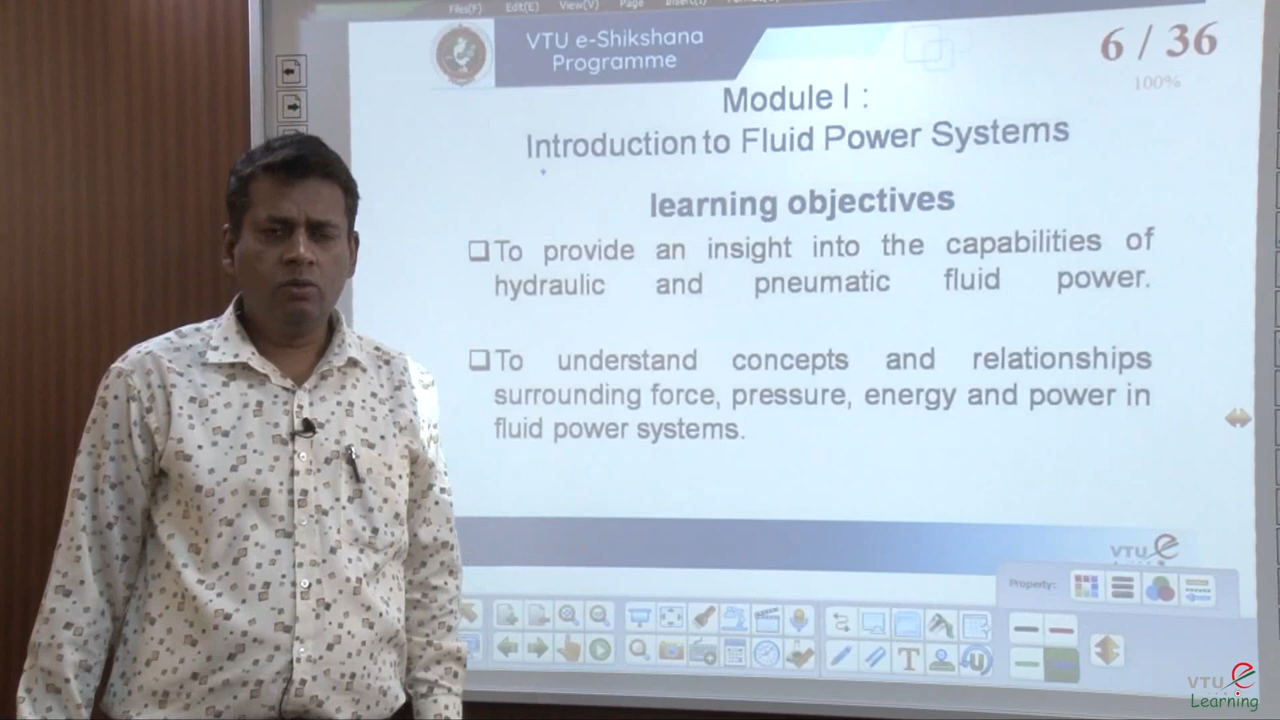 Files(F) Edit(E) View(V) Page Insert(I)
VTU e-Shikshana
Programme
6 / 36
100%
Module I :
Introduction to Fluid Power Systems
learning objectives
❑To provide an insight into the capabilities of
hydraulic and pneumatic fluid power.
❑To understand concepts and relationships
surrounding force, pressure, energy and power in
fluid power systems.
VTU e
Property:
T
VTU e
Learning